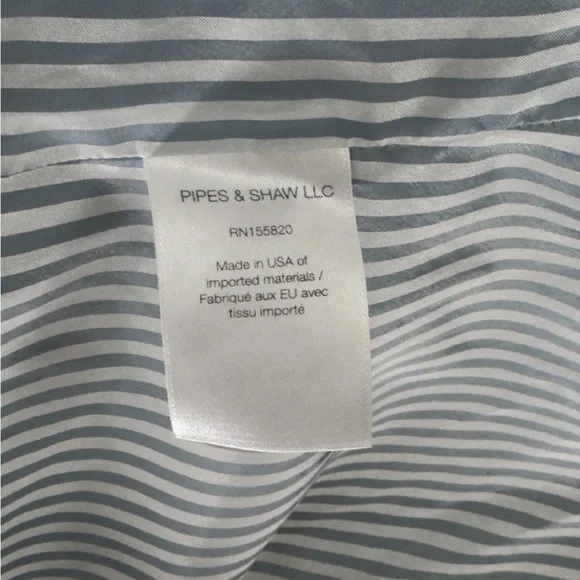 PIPES & SHAW LLC
RN155820
Made in USA of
imported materials /
Fabriqué aux EU avec
tissu importé